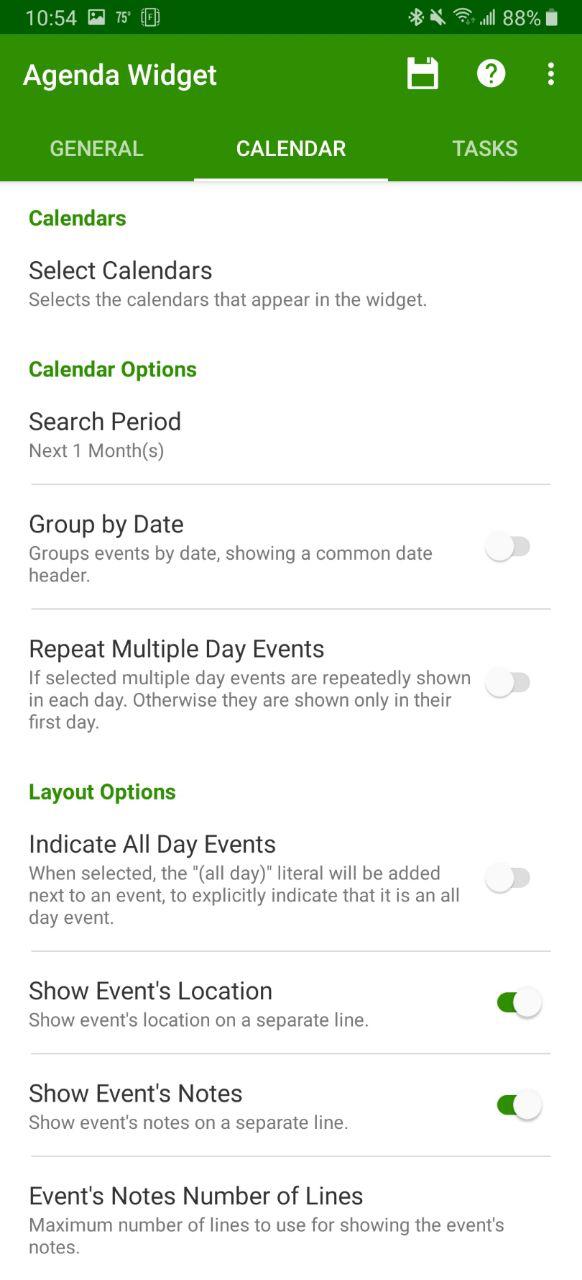 10:54 75° 88%
Agenda Widget
GENERAL CALENDAR TASKS
Calendars
Select Calendars
Selects the calendars that appear in the widget.
Calendar Options
Search Period
Next 1 Month(s)
Group by Date
Groups events by date, showing a common date
header.
Repeat Multiple Day Events
If selected multiple day events are repeatedly shown
in each day. Otherwise they are shown only in their
first day.
Layout Options
Indicate All Day Events
When selected, the "(all day)" literal will be added
next to an event, to explicitly indicate that it is an all
day event.
Show Event's Location
Show event's location on a separate line.
Show Event's Notes
Show event's notes on a separate line.
Event's Notes Number of Lines
Maximum number of lines to use for showing the event's
notes.